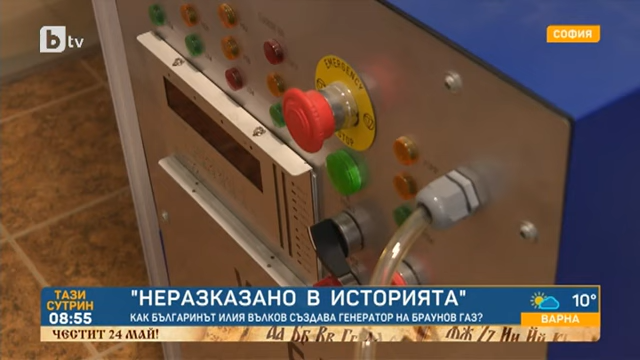 btv
СОФИЯ
EMERGENCY
STOP
ТАЗИ
СУТРИН
08:55
"НЕРАЗКАЗАНО В ИСТОРИЯТА"
КАК БЪЛГАРИНЪТ ИЛИЯ ВЪЛКОВ СЪЗДАВА ГЕНЕРАТОР НА БРАУНОВ ГАЗ?
10°
ВАРНА
ЧЕСТИТ 24 МАЙ!